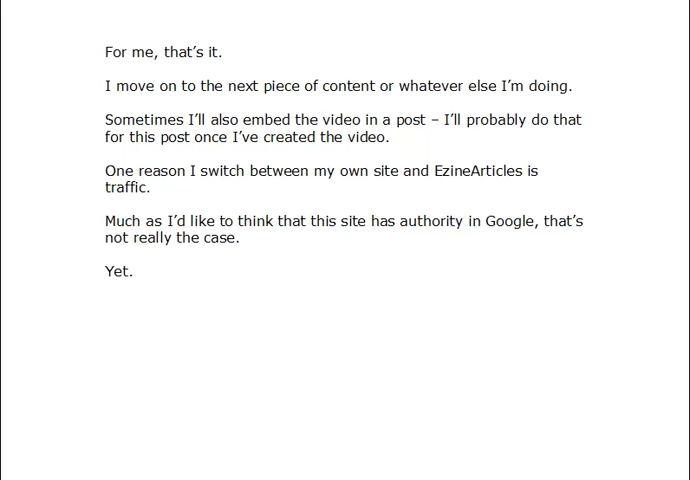 For me, that’s it.
I move on to the next piece of content or whatever else I’m doing.
Sometimes I’ll also embed the video in a post – I’ll probably do that
for this post once I’ve created the video.
One reason I switch between my own site and EzineArticles is
traffic.
Much as I’d like to think that this site has authority in Google, that’s
not really the case.
Yet.